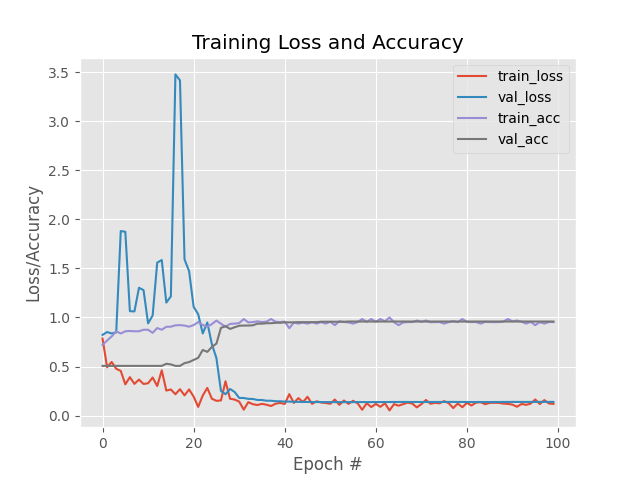 Training Loss and Accuracy
train_loss
val_loss
train_acc
val_acc
Loss/Accuracy
3.5
3.0
2.5
2.0
1.5
1.0
0.5
0.0
0 20 40 60 80 100
Epoch #